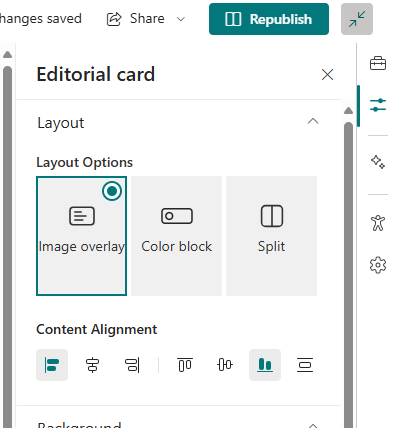 hanges saved
Share
Republish
Editorial card
Layout
Layout Options
Image overlay
Color block
Split
Content Alignment
Background